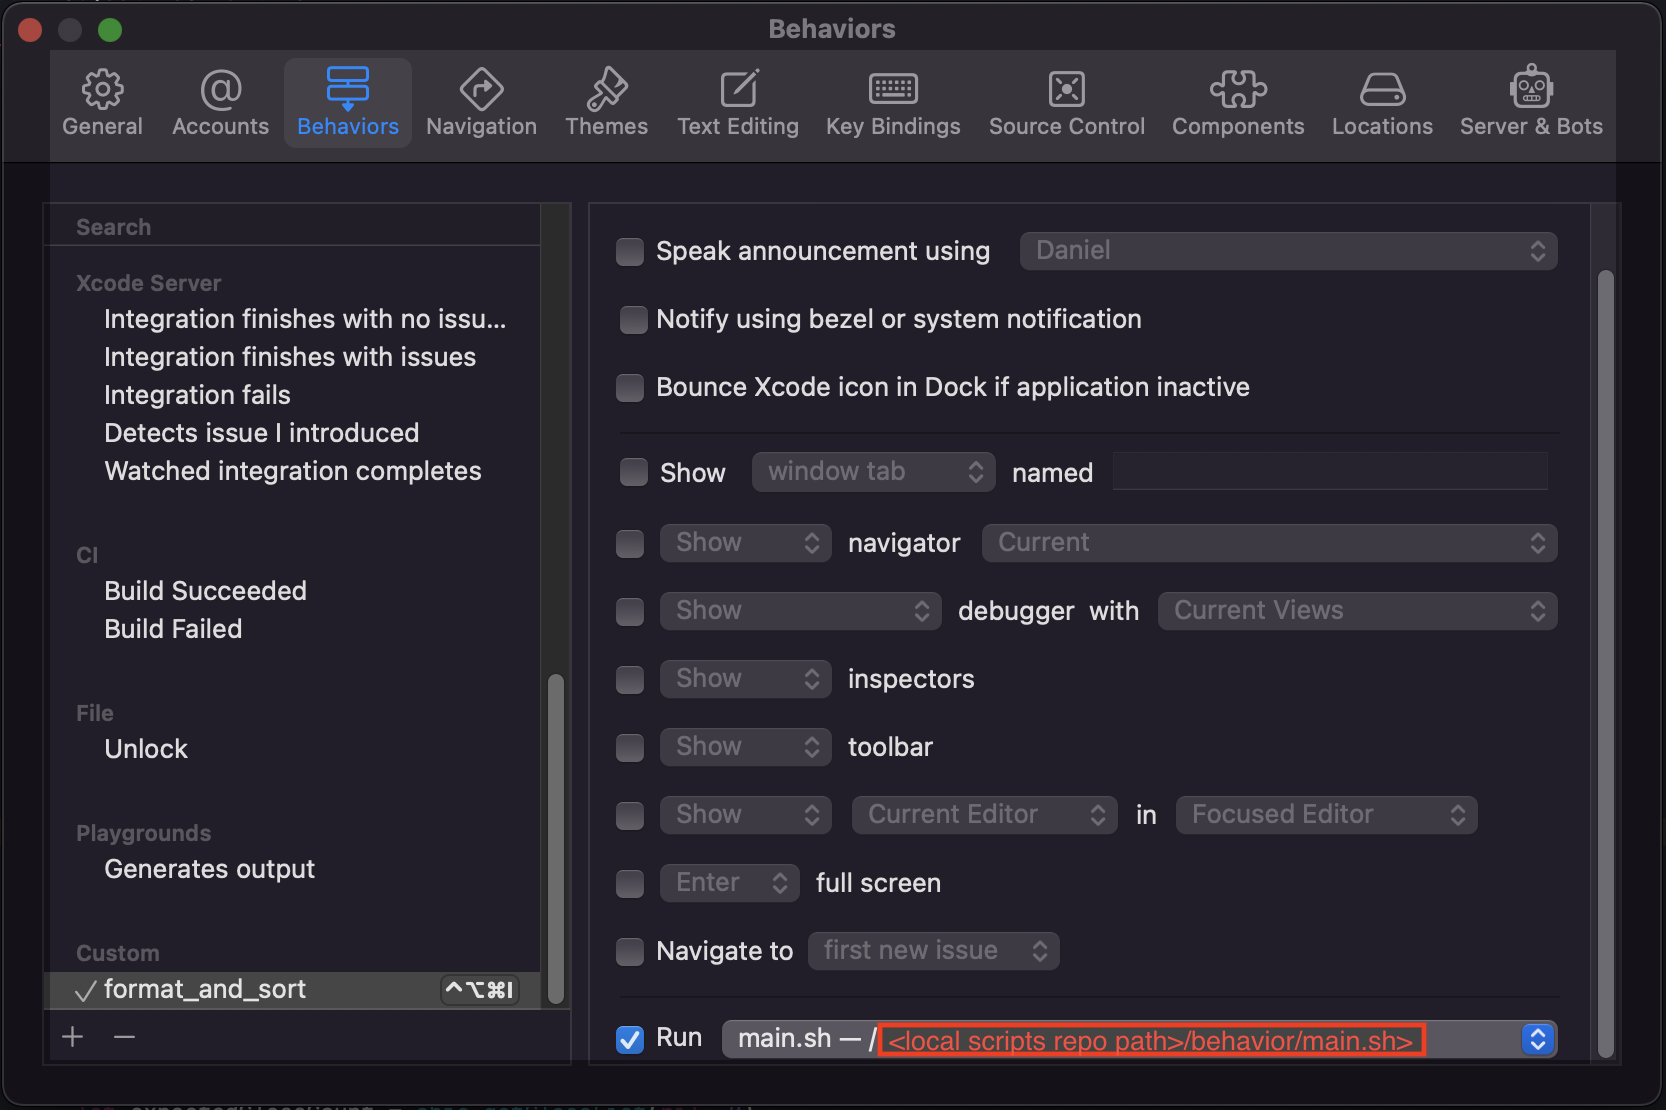 Behaviors
General Accounts Behaviors Navigation Themes Text Editing Key Bindings Source Control Components Locations Server & Bots
Search
Xcode Server
Integration finishes with no issu...
Integration finishes with issues
Integration fails
Detects issue I introduced
Watched integration completes
CI
Build Succeeded
Build Failed
File
Unlock
Playgrounds
Generates output
Custom
format_and_sort ^⌥⌘I
Speak announcement using Daniel
Notify using bezel or system notification
Bounce Xcode icon in Dock if application inactive
Show window tab named
Show navigator Current
Show debugger with Current Views
Show inspectors
Show toolbar
Show Current Editor in Focused Editor
Enter full screen
Navigate to first new issue
Run main.sh — /<local scripts repo path>/behavior/main.sh>